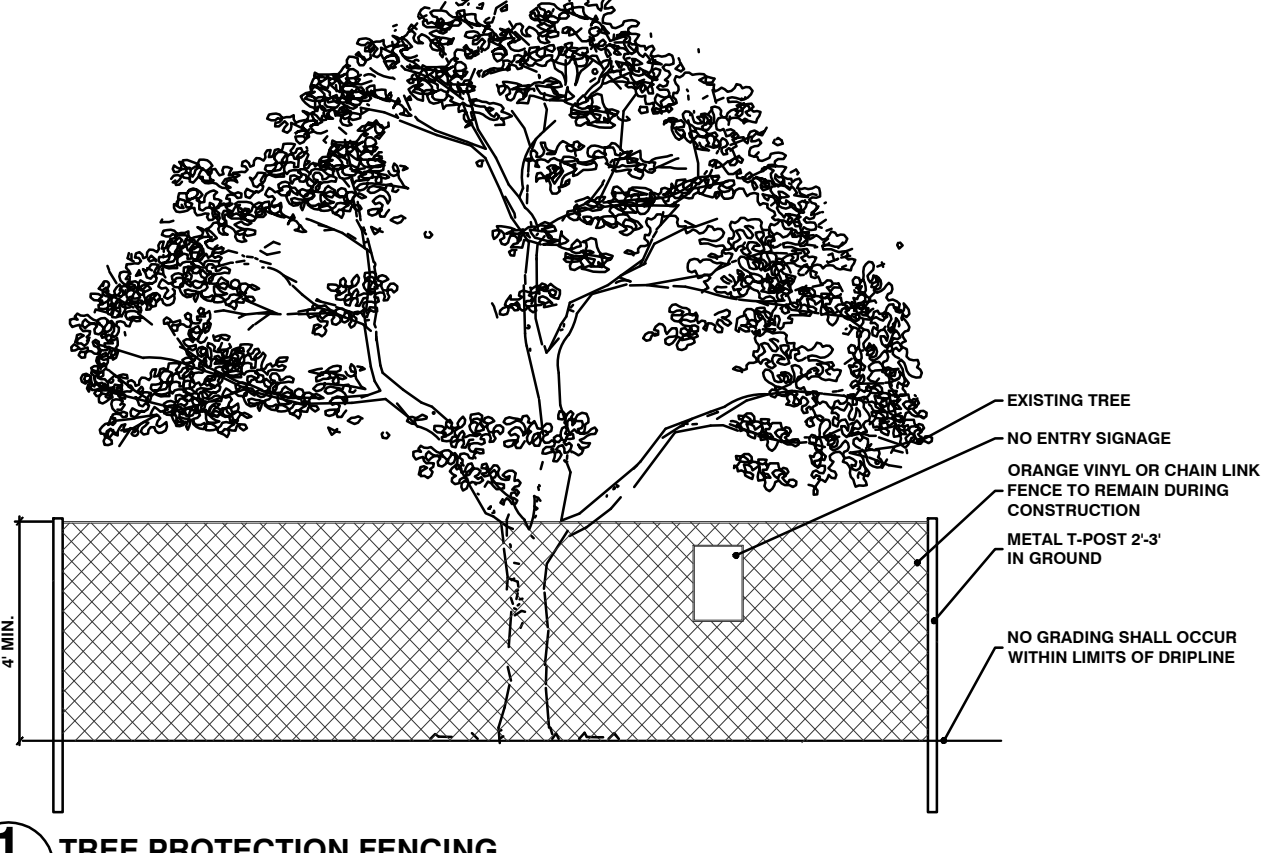 EXISTING TREE
NO ENTRY SIGNAGE
ORANGE VINYL OR CHAIN LINK
FENCE TO REMAIN DURING
CONSTRUCTION
METAL T-POST 2'-3'
IN GROUND
4' MIN.
NO GRADING SHALL OCCUR
WITHIN LIMITS OF DRIPLINE
1 TREE PROTECTION FENCING